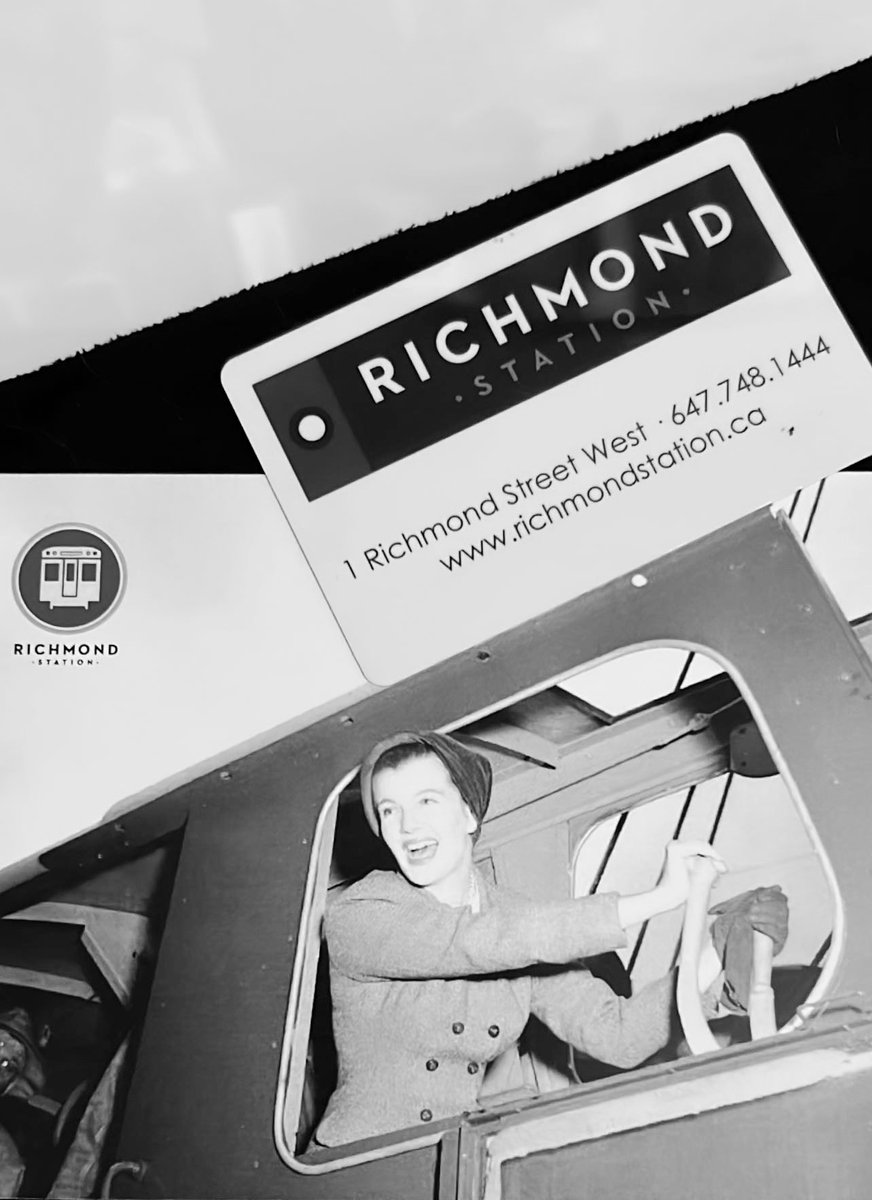 RICHMOND
·STATION·
1 Richmond Street West · 647.748.1444
www.richmondstation.ca
RICHMOND
·STATION·